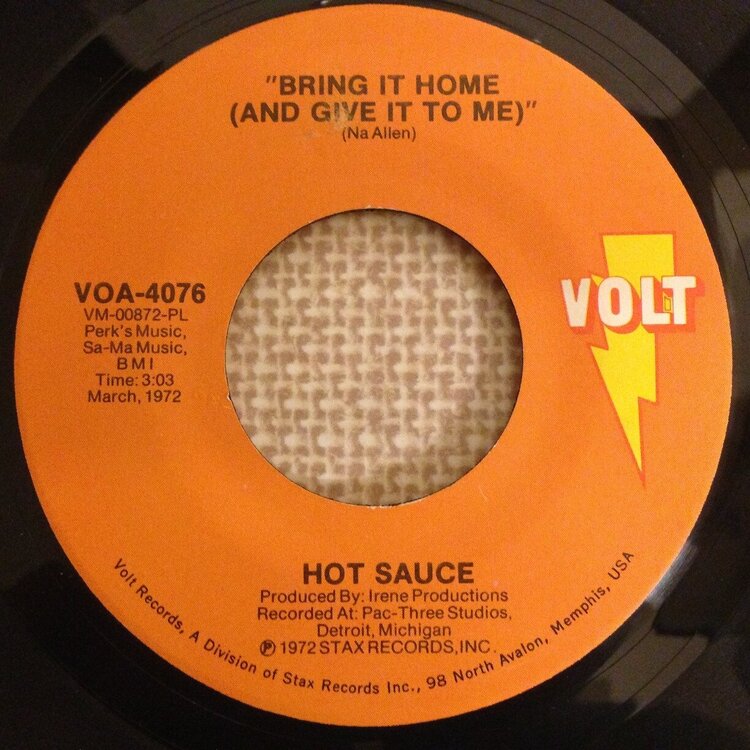 "BRING IT HOME
(AND GIVE IT TO ME)"
(Na Allen)
VOA-4076
VM-00872-PL
Perk's Music,
Sa-Ma Music,
B M I
Time: 3:03
March, 1972
VOLT
HOT SAUCE
Produced By: Irene Productions
Recorded At: Pac-Three Studios,
Detroit, Michigan
℗ 1972 STAX RECORDS, INC.
Volt Records, A Division of Stax Records Inc., 98 North Avalon, Memphis, USA